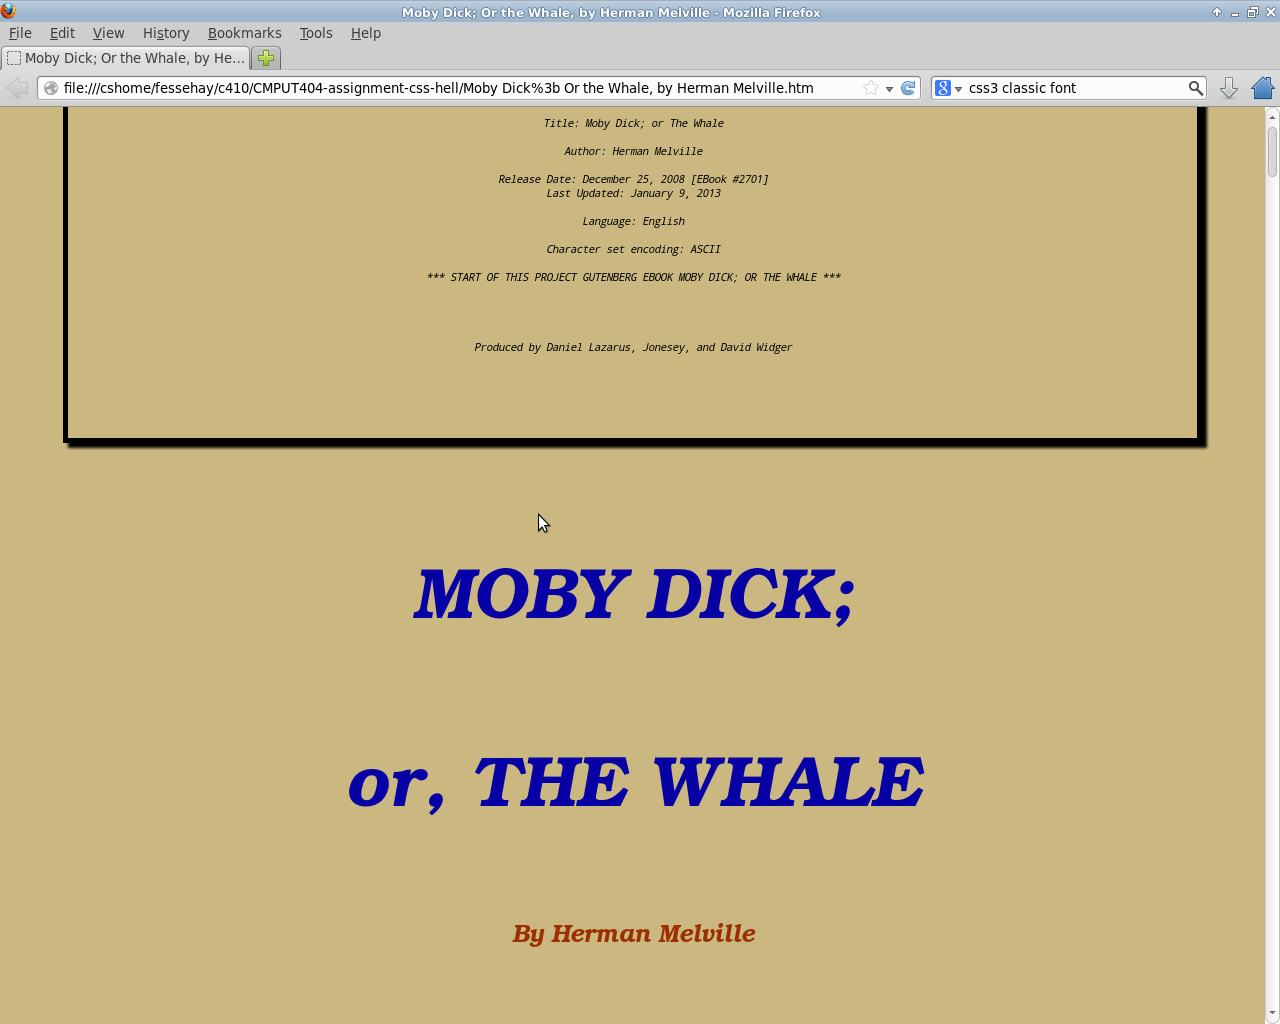 Moby Dick; Or the Whale, by Herman Melville - Mozilla Firefox
File Edit View History Bookmarks Tools Help
Moby Dick; Or the Whale, by He...
file:///cshome/fessehay/c410/CMPUT404-assignment-css-hell/Moby Dick%3b Or the Whale, by Herman Melville.htm
css3 classic font
Title: Moby Dick; or The Whale
Author: Herman Melville
Release Date: December 25, 2008 [EBook #2701]
Last Updated: January 9, 2013
Language: English
Character set encoding: ASCII
*** START OF THIS PROJECT GUTENBERG EBOOK MOBY DICK; OR THE WHALE ***
Produced by Daniel Lazarus, Jonesey, and David Widger
MOBY DICK;
or, THE WHALE
By Herman Melville